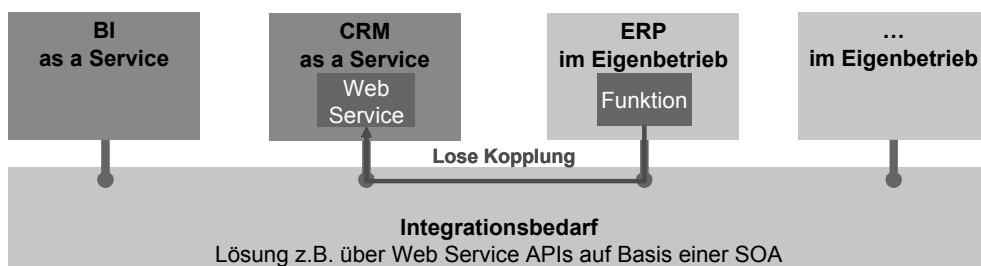 BI
as a Service
CRM
as a Service
Web
Service
ERP
im Eigenbetrieb
Funktion
…
im Eigenbetrieb
Lose Kopplung
Integrationsbedarf
Lösung z.B. über Web Service APIs auf Basis einer SOA